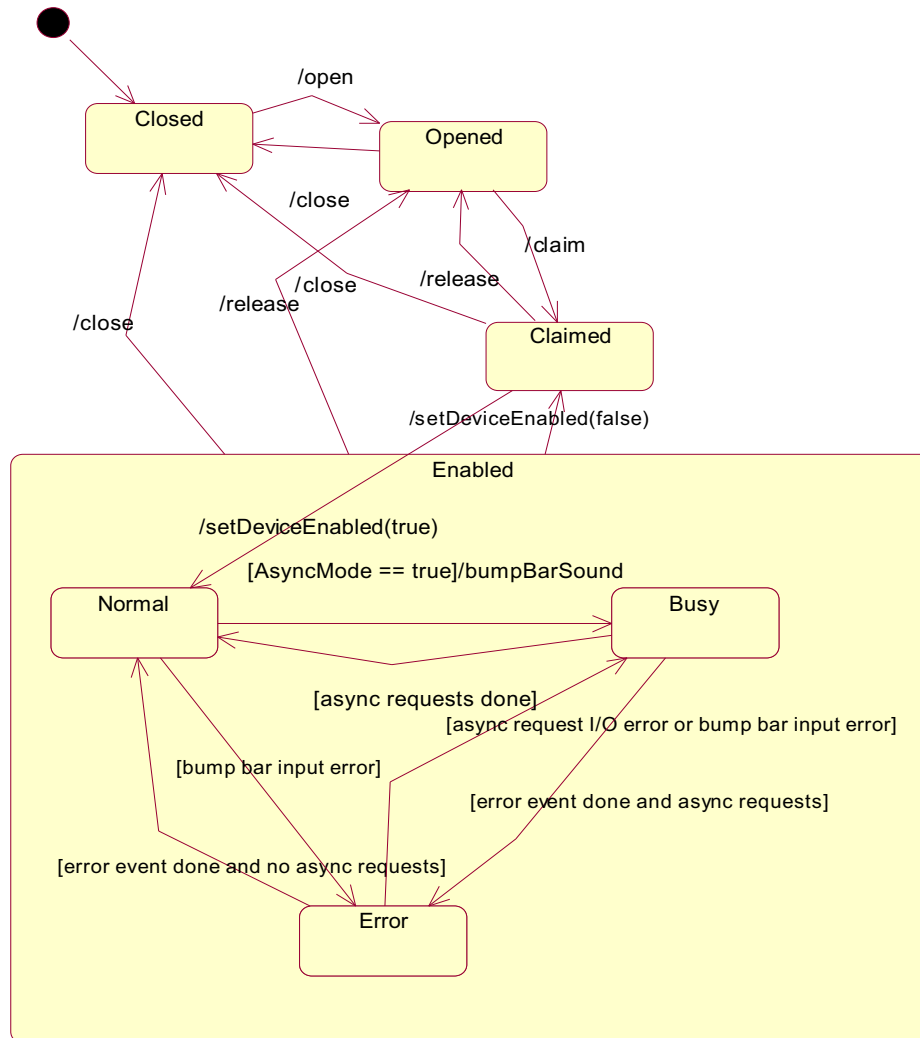 /open
Closed
Opened
/close
/claim
/close
/release
/release
/close
Claimed
/setDeviceEnabled(false)
Enabled
/setDeviceEnabled(true)
[AsyncMode == true]/bumpBarSound
Normal
Busy
[async requests done]
[async request I/O error or bump bar input error]
[bump bar input error]
[error event done and async requests]
[error event done and no async requests]
Error